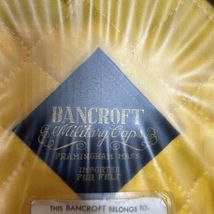 BANCROFT
Military Caps
FRAMINGHAM MASS.
IMPORTED
FUR FELT
THIS BANCROFT BELONGS TO: